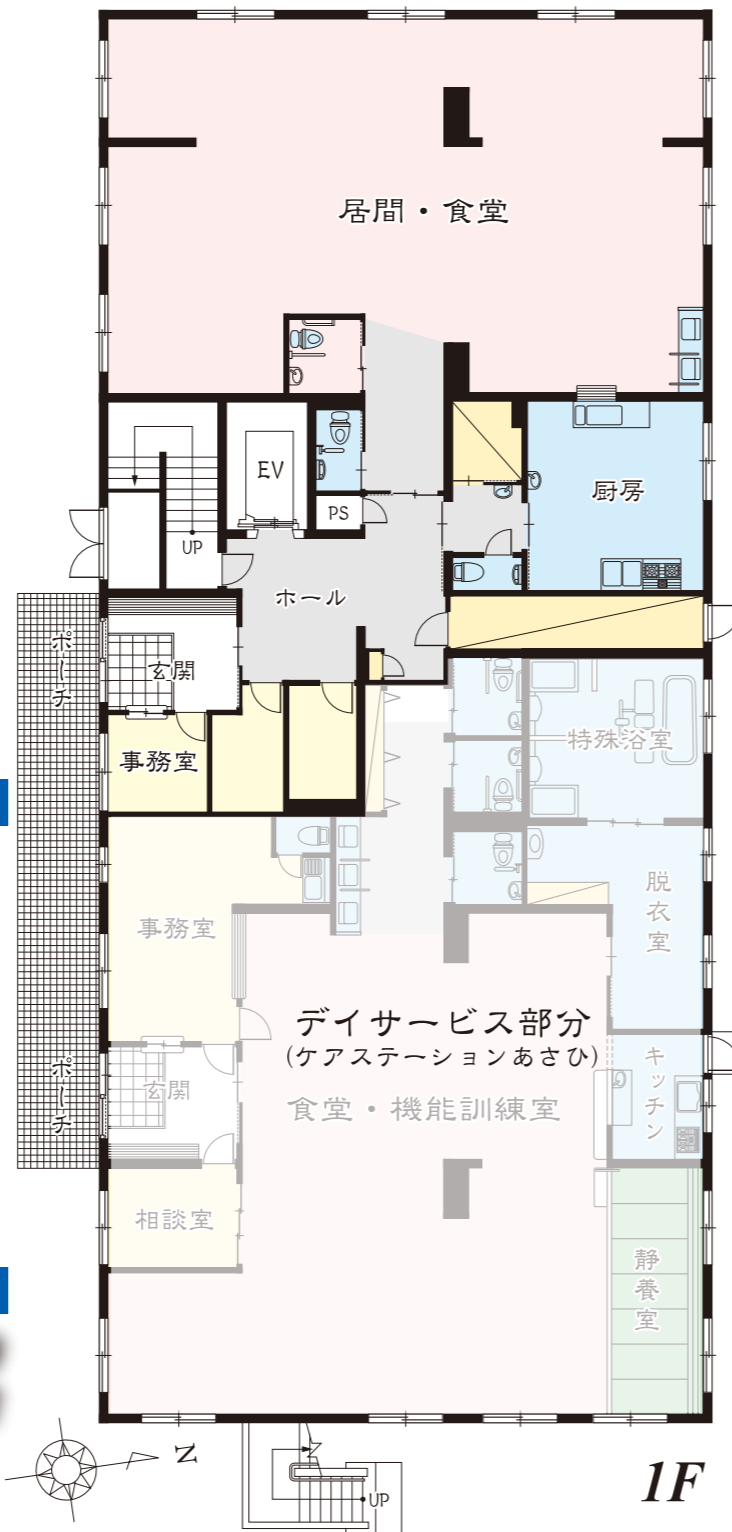 居間・食堂
EV
PS
厨房
UP
ホール
ポーチ
玄関
事務室
特殊浴室
脱衣室
事務室
デイサービス部分
(ケアステーションあさひ)
食堂・機能訓練室
キッチン
ポーチ
玄関
相談室
静養室
N
UP
1F